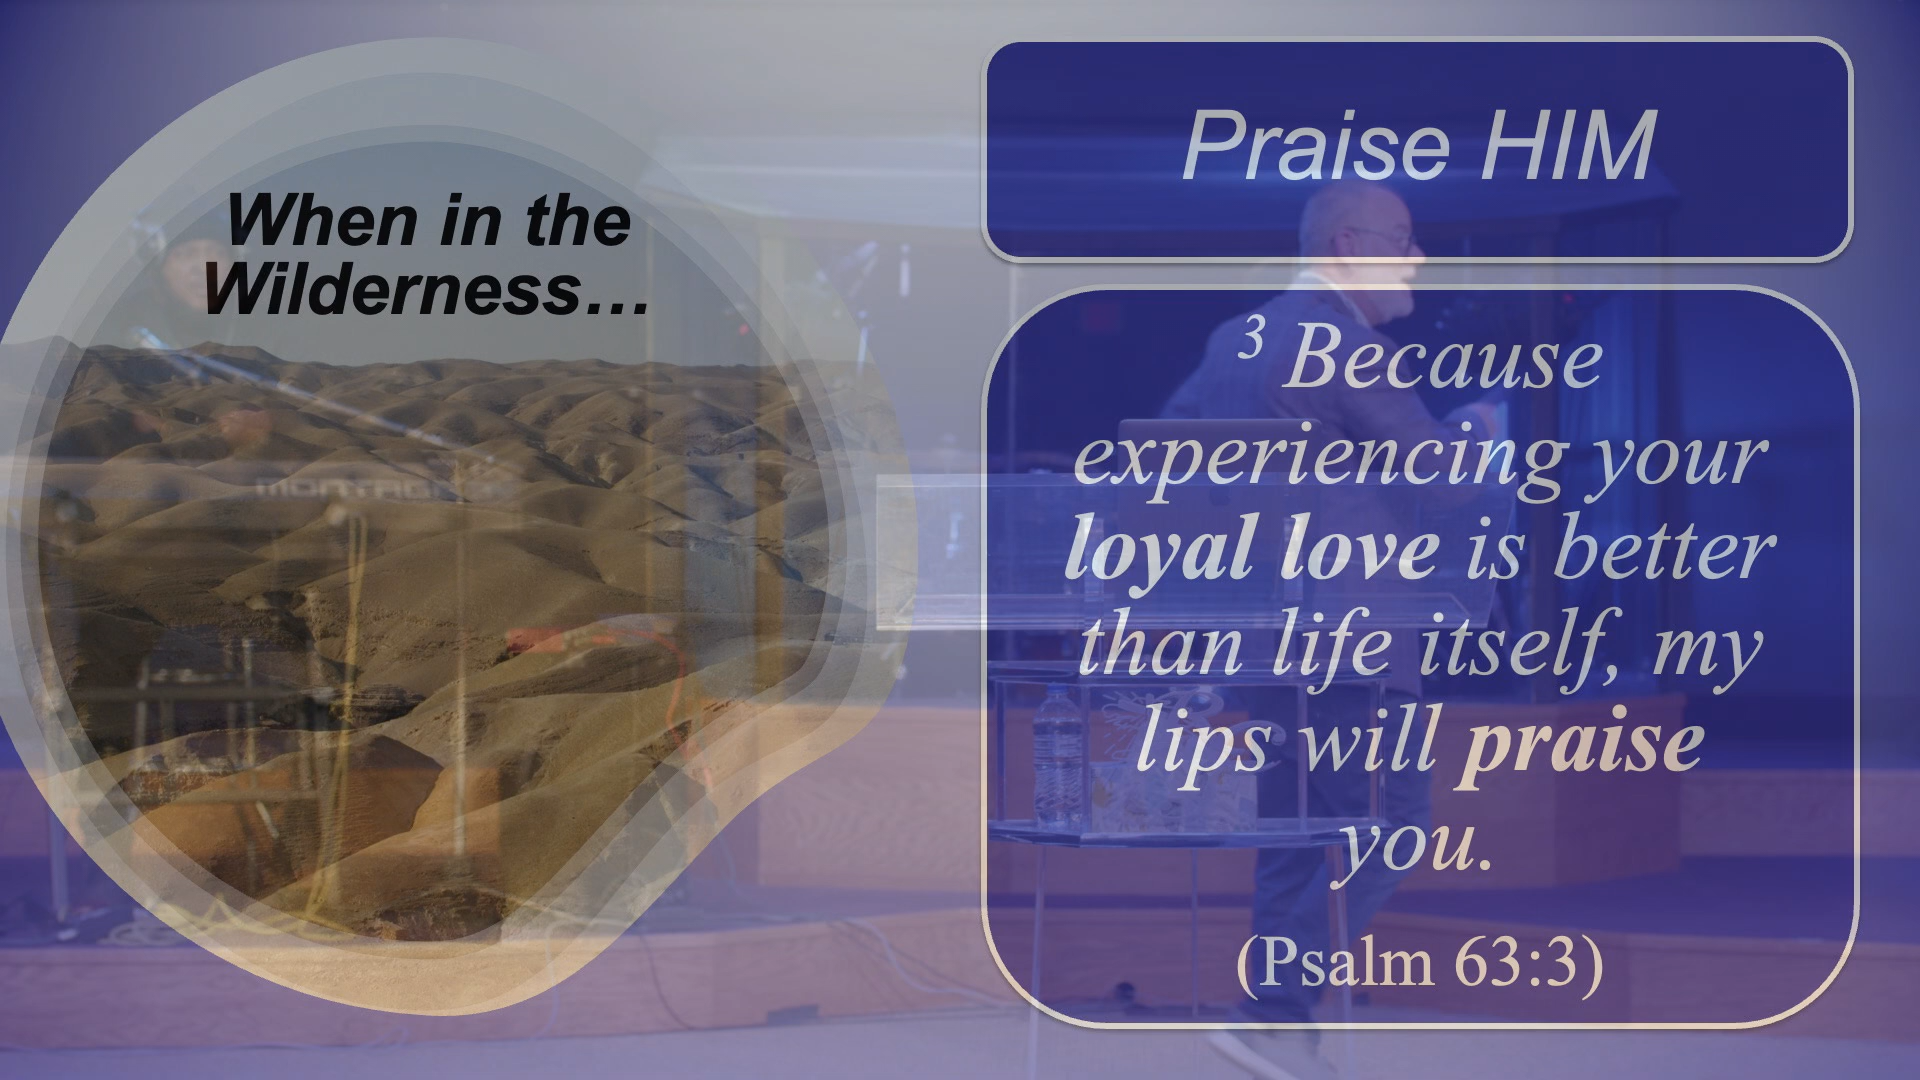 When in the
Wilderness…
Praise HIM
3 Because
experiencing your
loyal love is better
than life itself, my
lips will praise
you.
(Psalm 63:3)